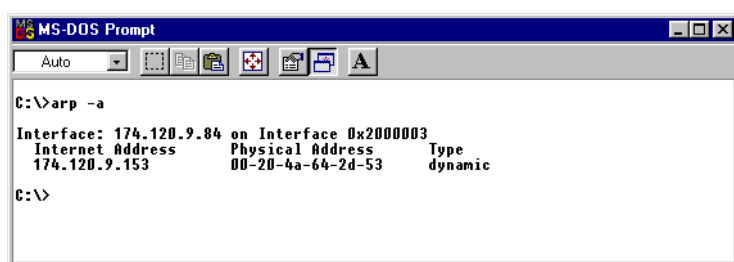 MS-DOS Prompt
Auto
A
C:\>arp -a
Interface: 174.120.9.84 on Interface 0x2000003
Internet Address Physical Address Type
174.120.9.153 00-20-4a-64-2d-53 dynamic
C:\>